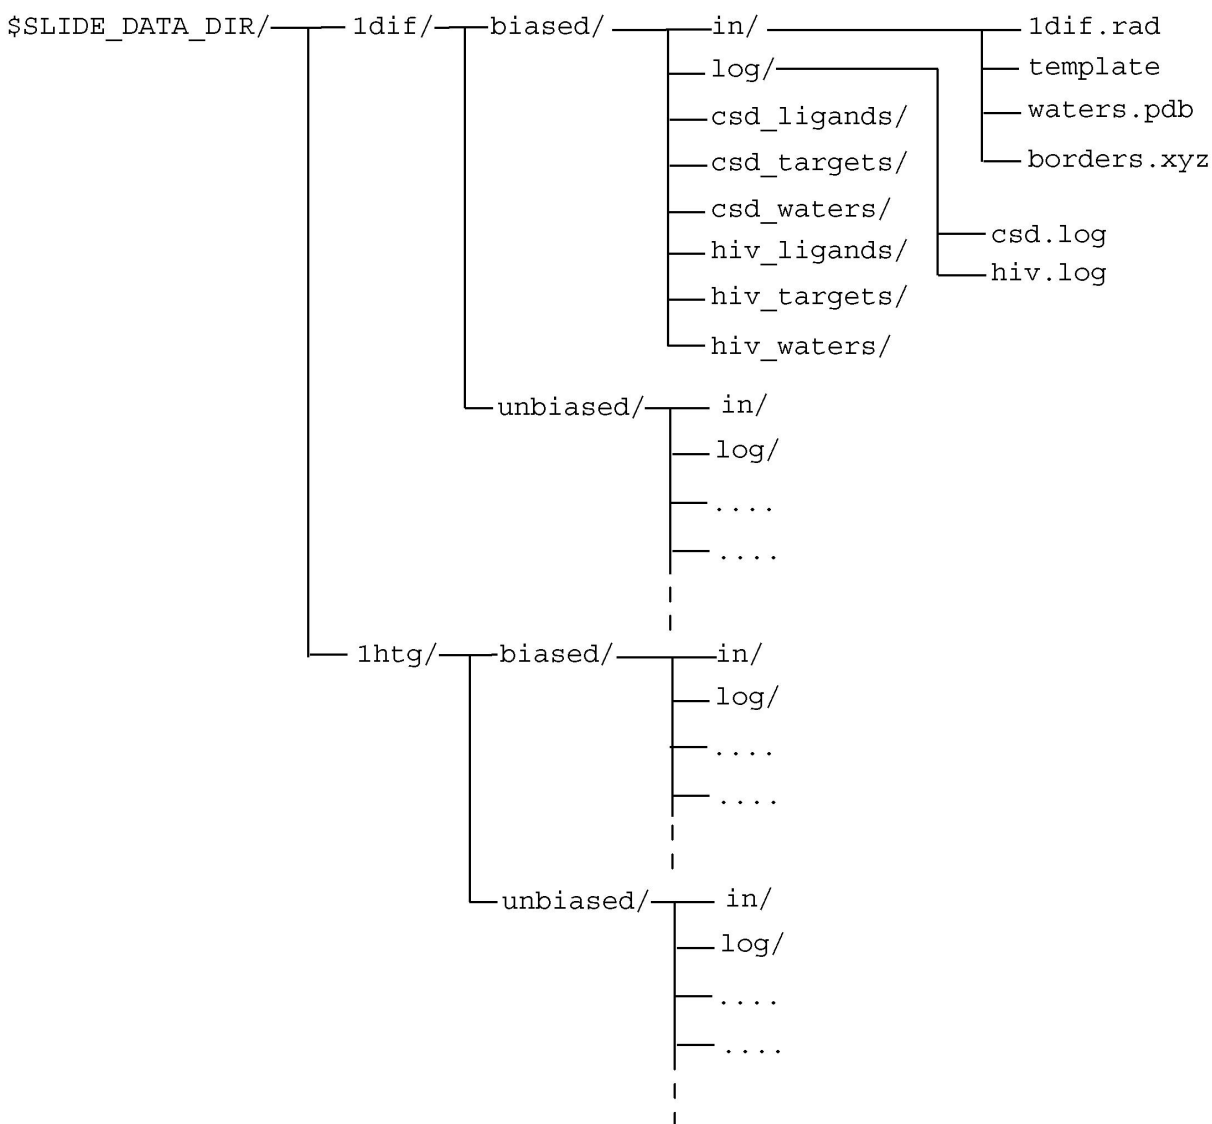 $SLIDE_DATA_DIR/ 1dif/ biased/ in/ 1dif.rad
log/ template
csd_ligands/ waters.pdb
csd_targets/ borders.xyz
csd_waters/
csd.log
hiv_ligands/
hiv.log
hiv_targets/
hiv_waters/
unbiased/ in/
log/
....
....
1htg/ biased/ in/
log/
....
....
unbiased/ in/
log/
....
....